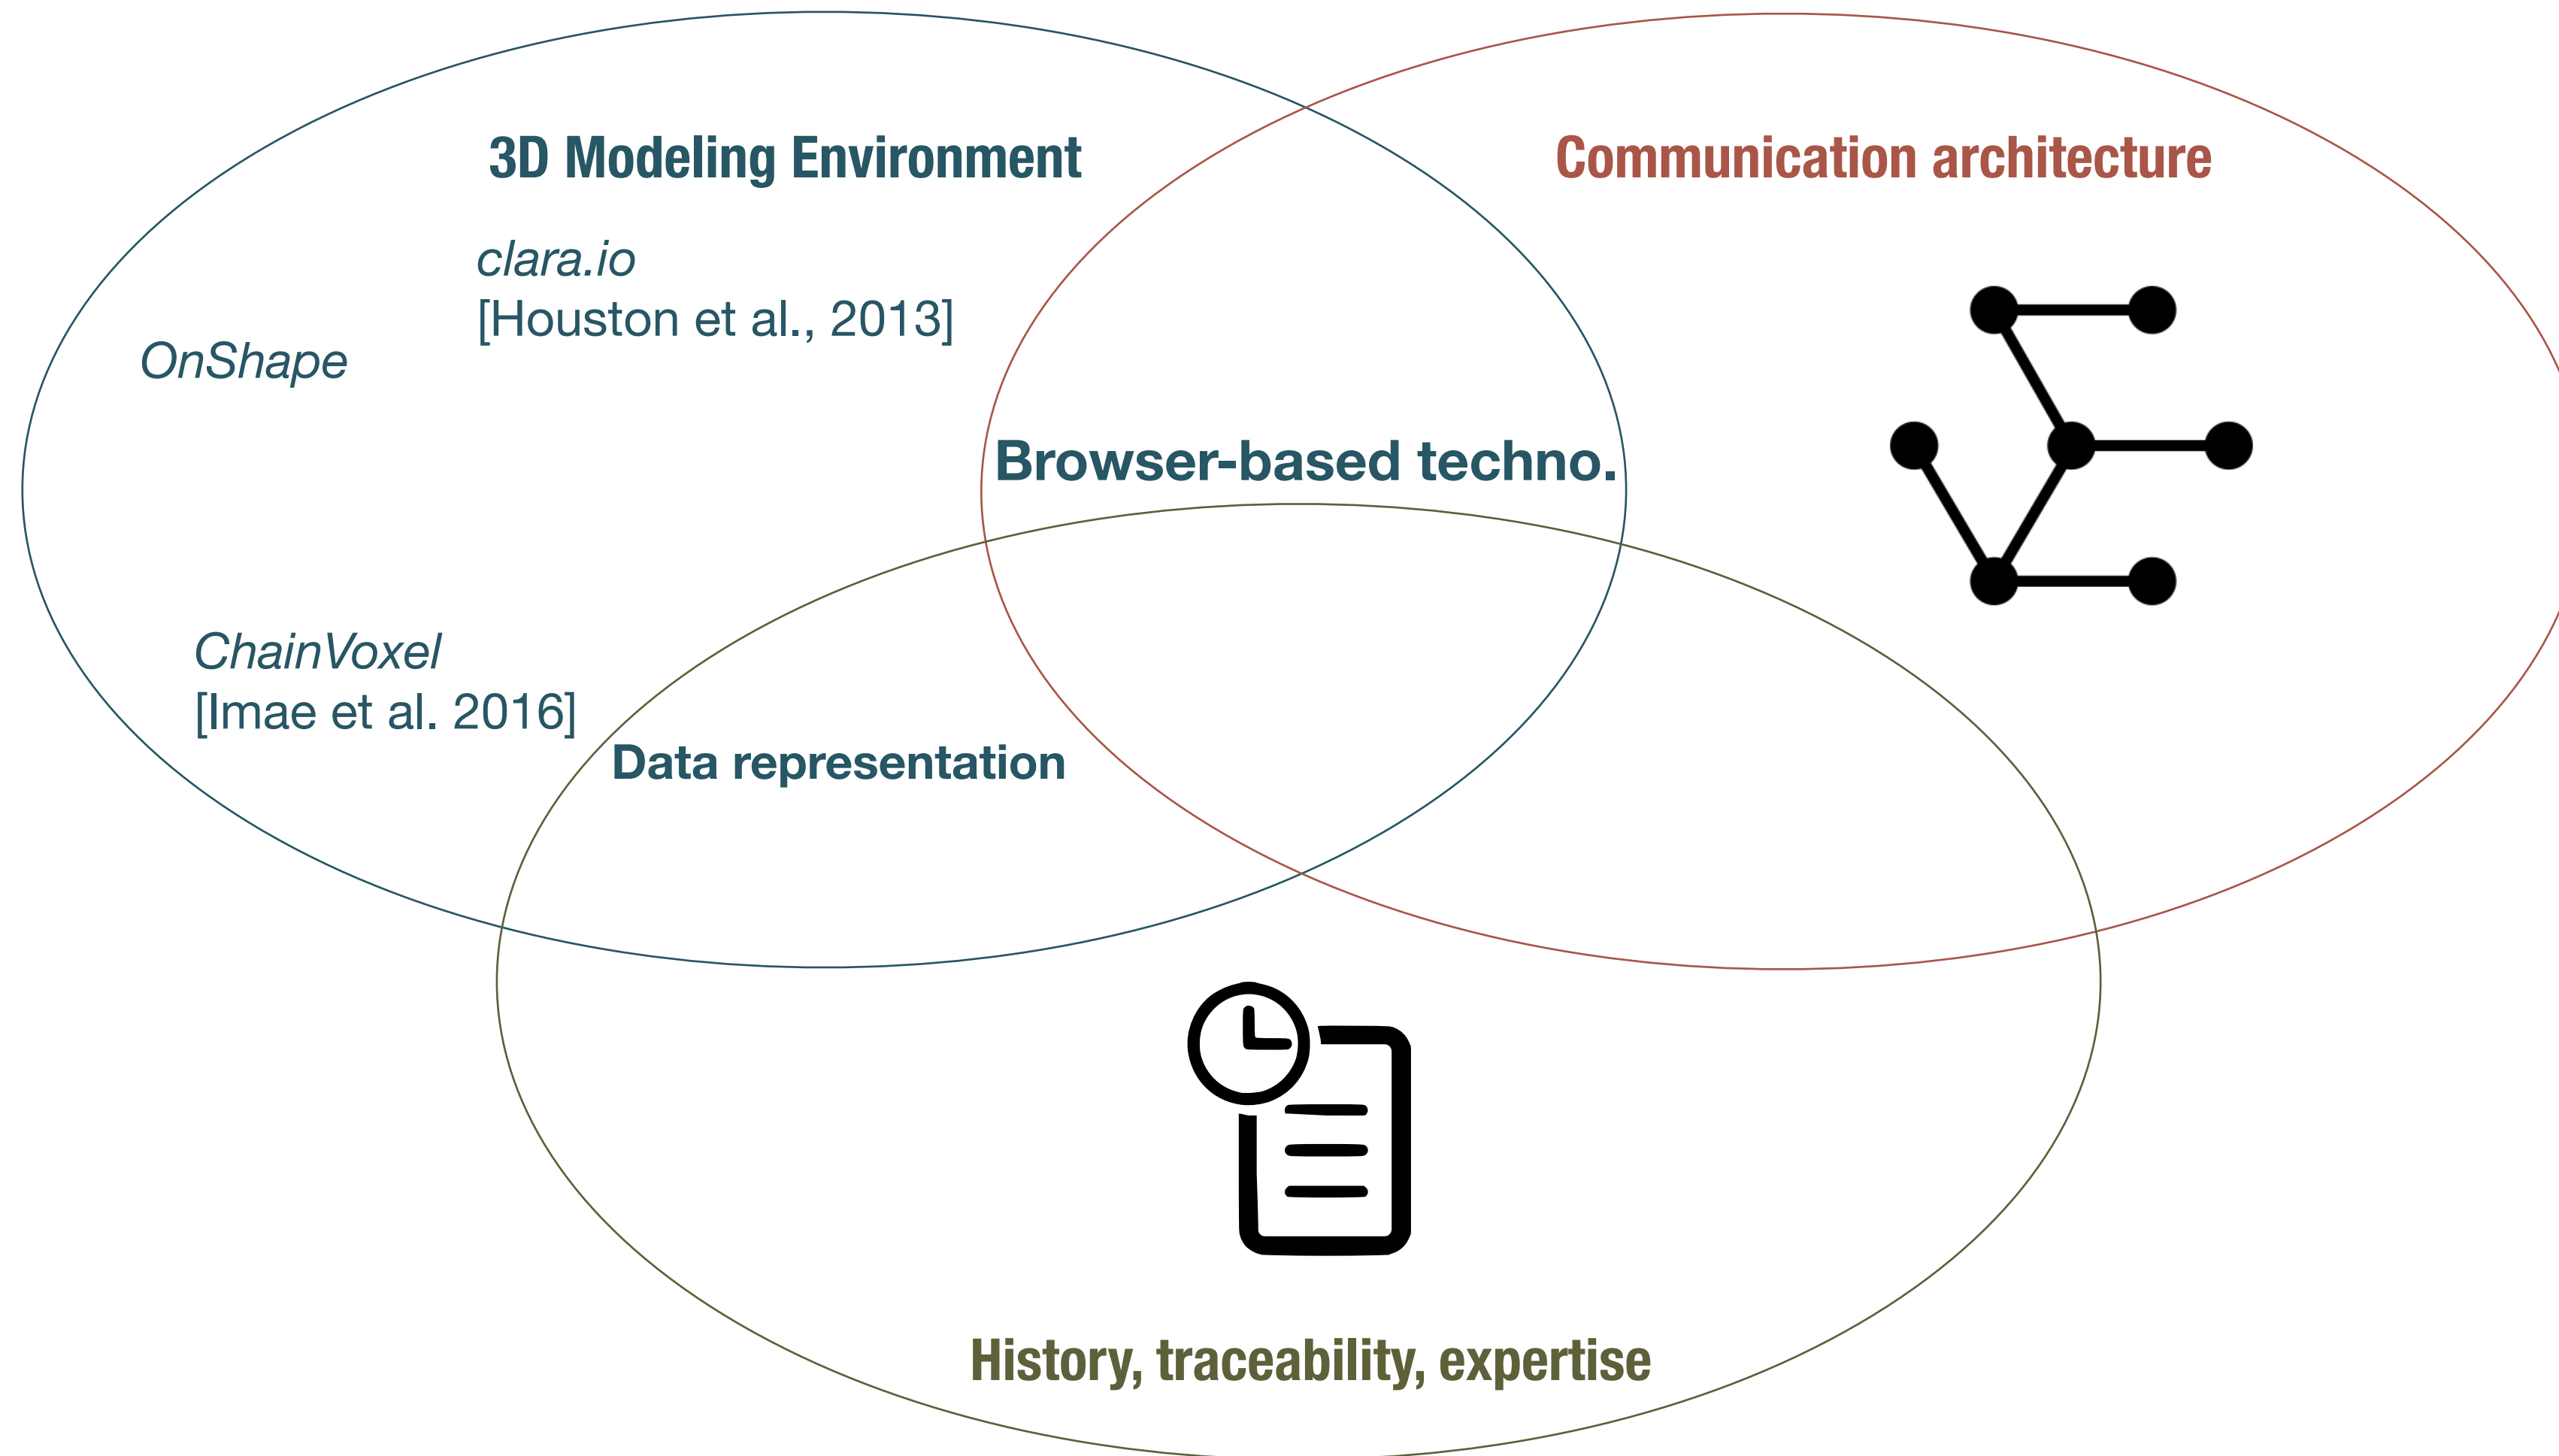 3D Modeling Environment
Communication architecture
clara.io
[Houston et al., 2013]
OnShape
Browser-based techno.
ChainVoxel
[Imae et al. 2016]
Data representation
History, traceability, expertise